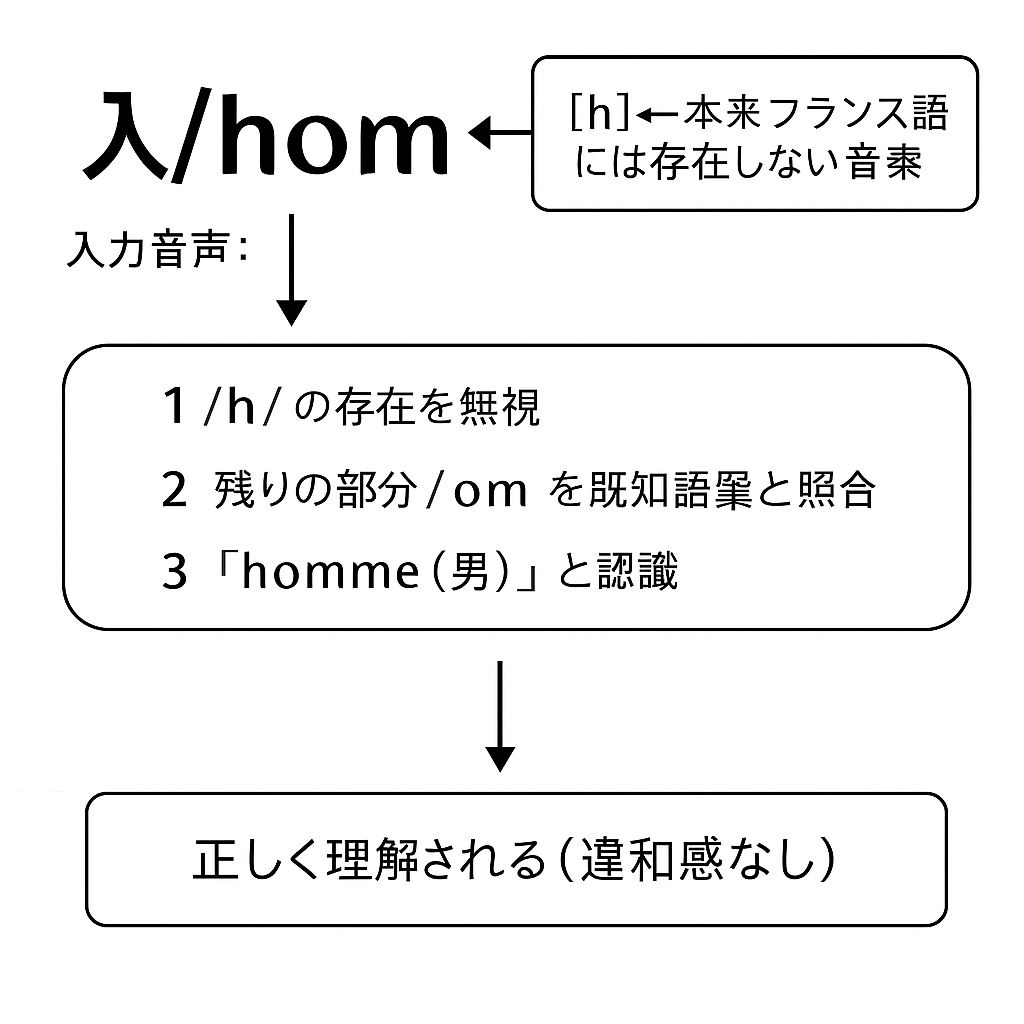 入/hom
[h]←本来フランス語
には存在しない音素
入力音声：
1 /h/ の存在を無視
2 残りの部分/om を既知語彙と照合
3 「homme（男）」と認識
正しく理解される（違和感なし）